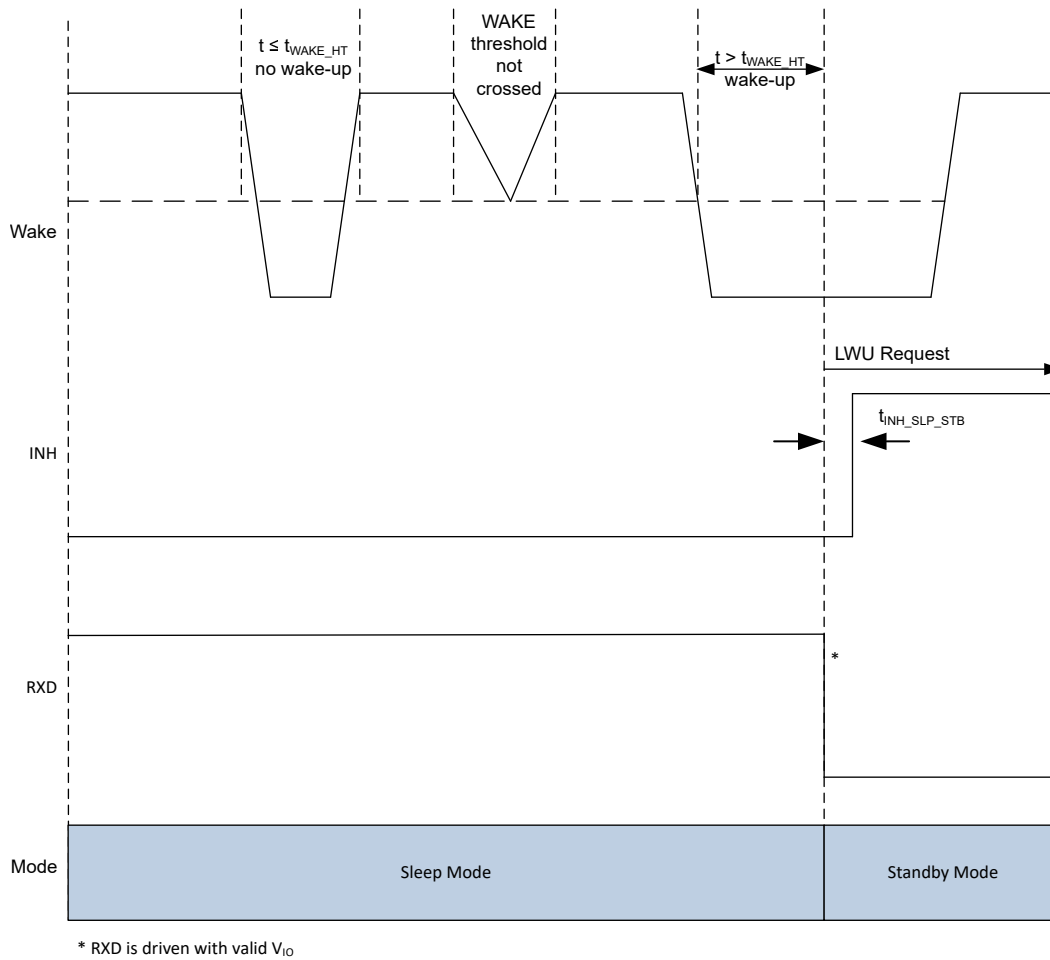 t ≤ tWAKE_HT
no wake-up
WAKE
threshold
not
crossed
t > tWAKE_HT
wake-up
Wake
LWU Request
tINH_SLP_STB
INH
*
RXD
Mode
Sleep Mode
Standby Mode
* RXD is driven with valid VIO